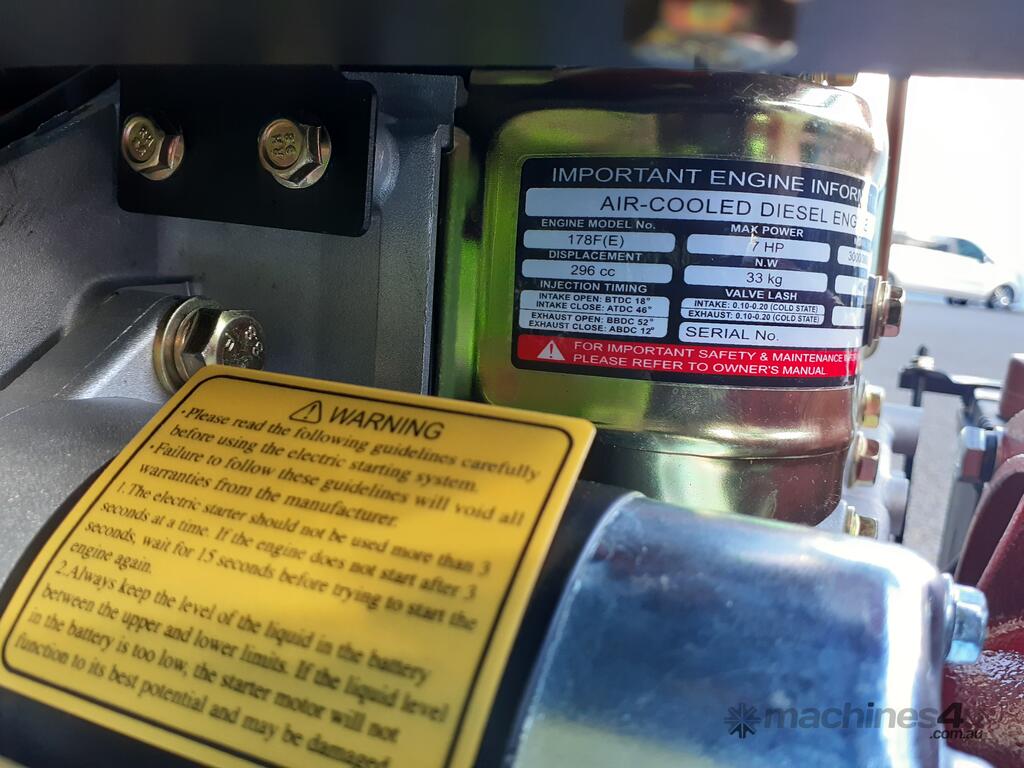 IMPORTANT ENGINE
AIR-COOLED DIESEL
ENGINE MODEL No.
178F(E)
MAX POWER
7 HP
DISPLACEMENT
296 cc
N.W
33 kg
INJECTION TIMING
INTAKE OPEN: BTDC 18°
INTAKE CLOSE: ATDC 46°
EXHAUST OPEN: BBDC 52°
EXHAUST CLOSE: ABDC 12°
VALVE LASH
INTAKE: 0.10-0.20 (COLD STATE)
EXHAUST: 0.10-0.20 (COLD STATE)
SERIAL No.
FOR IMPORTANT SAFETY & MAINTENANCE
PLEASE REFER TO OWNER'S MANUAL
WARNING
·Please read the following guidelines carefully
before using the electric starting system.
·Failure to follow these guidelines will void all
warranties from the manufacturer.
1.The electric starter should not be used more than 3
seconds at a time. If the engine does not start after 3
seconds, wait for 15 seconds before trying to start the
engine again.
2.Always keep the level of the liquid in the battery
between the upper and lower limits. If the liquid level
in the battery is too low, the starter motor will not
function to its best potential and may be damaged
machines4u
.com.au